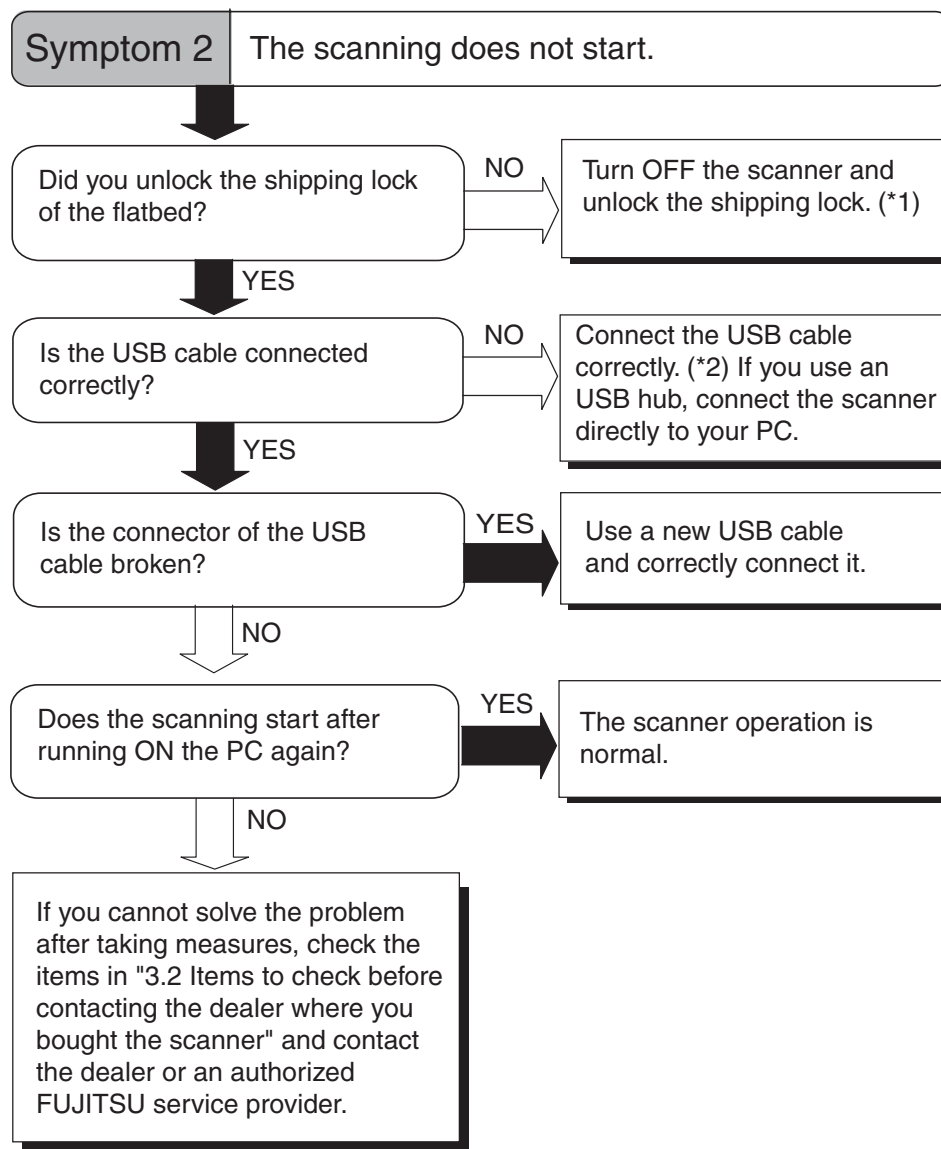 Symptom 2
The scanning does not start.
Did you unlock the shipping lock
of the flatbed?
NO
Turn OFF the scanner and
unlock the shipping lock. (*1)
YES
Is the USB cable connected
correctly?
NO
Connect the USB cable
correctly. (*2) If you use an
USB hub, connect the scanner
directly to your PC.
YES
Is the connector of the USB
cable broken?
YES
Use a new USB cable
and correctly connect it.
NO
Does the scanning start after
running ON the PC again?
YES
The scanner operation is
normal.
NO
If you cannot solve the problem
after taking measures, check the
items in "3.2 Items to check before
contacting the dealer where you
bought the scanner" and contact
the dealer or an authorized
FUJITSU service provider.